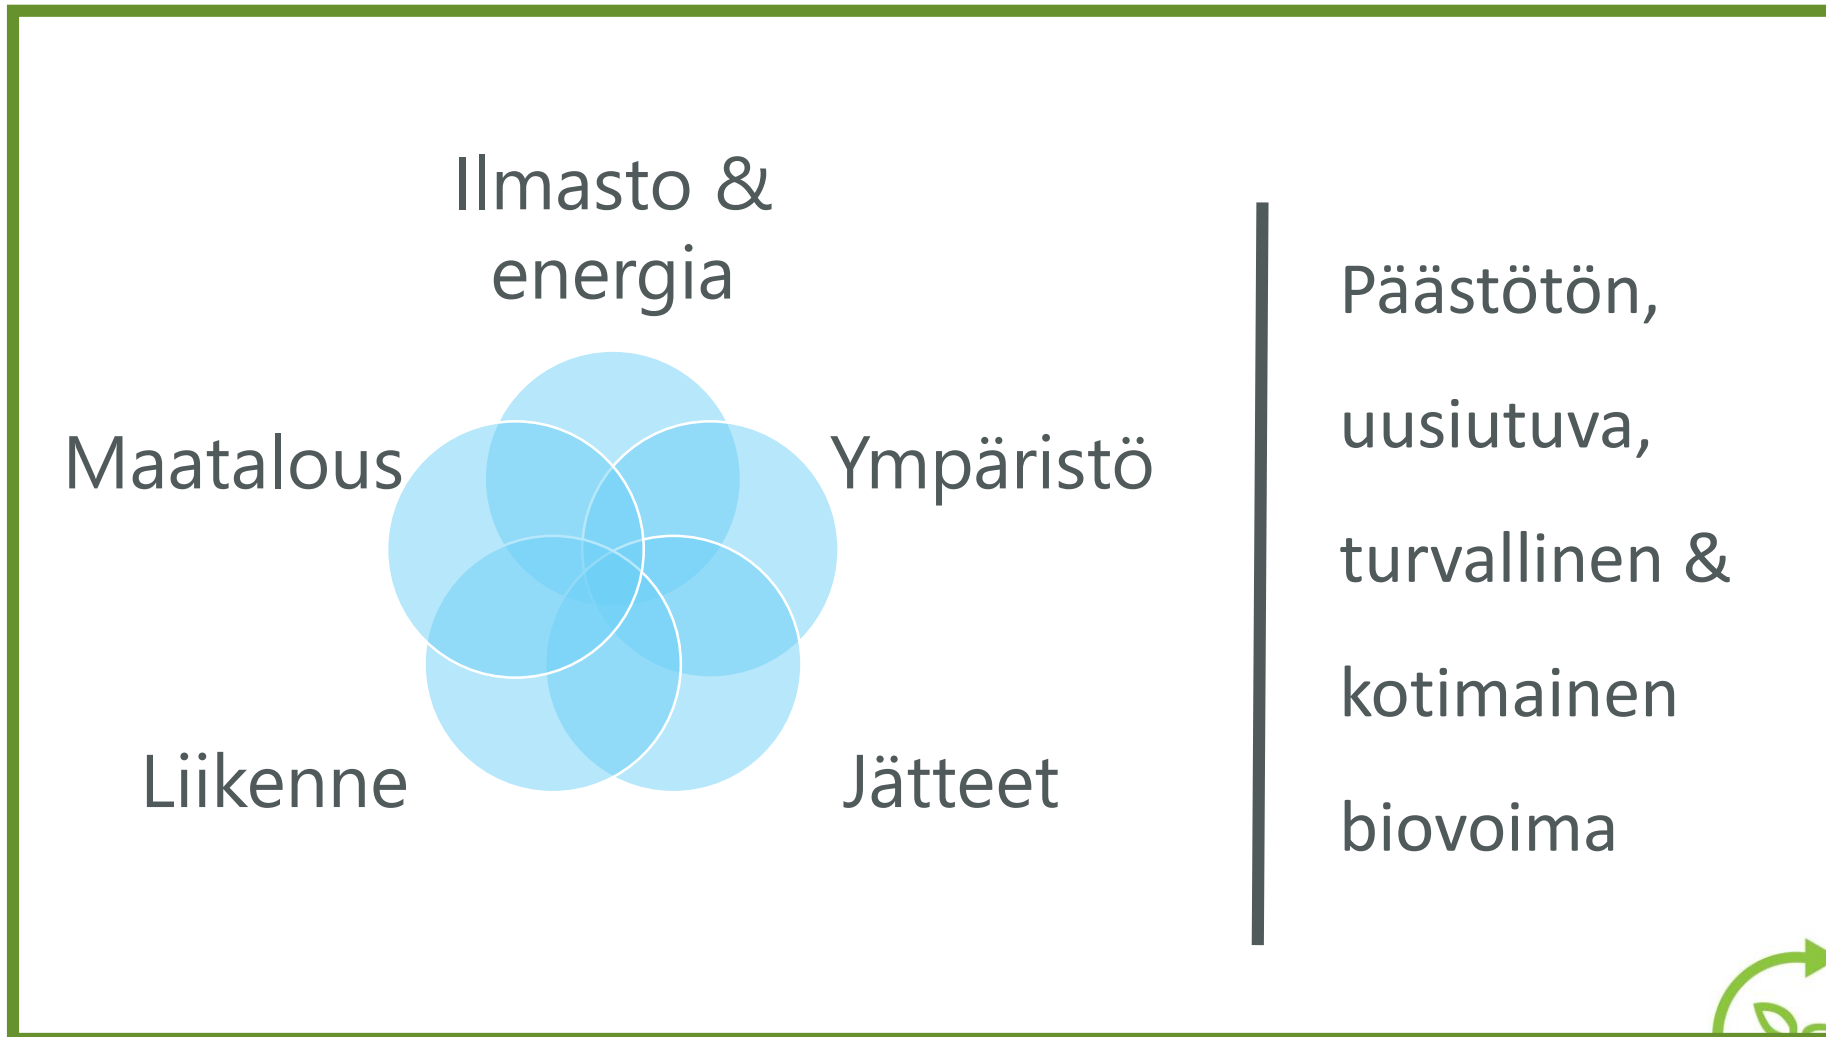 Ilmasto &
energia
Maatalous
Ympäristö
Liikenne
Jätteet
Päästötön,
uusiutuva,
turvallinen &
kotimainen
biovoima